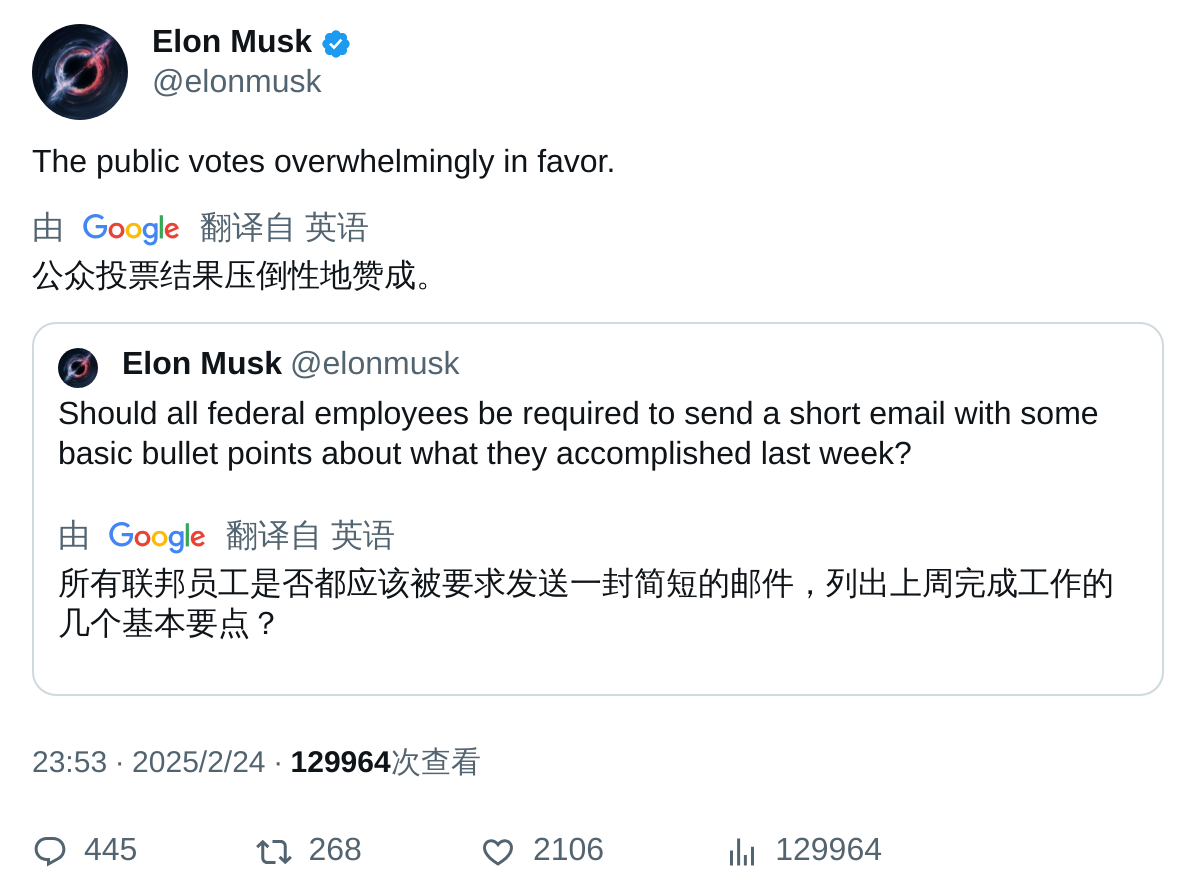 Elon Musk
@elonmusk
The public votes overwhelmingly in favor.
由 Google 翻译自 英语
公众投票结果压倒性地赞成。
Elon Musk @elonmusk
Should all federal employees be required to send a short email with some
basic bullet points about what they accomplished last week?
由 Google 翻译自 英语
所有联邦员工是否都应该被要求发送一封简短的邮件，列出上周完成工作的
几个基本要点？
23:53 · 2025/2/24 · 129964次查看
445 268 2106 129964